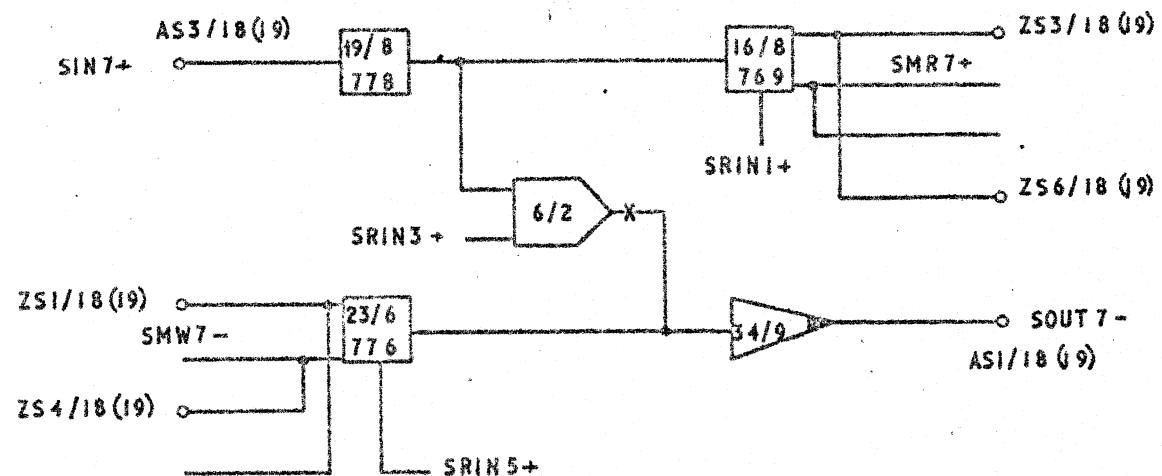 AS3/18(19)
SIN7+
19/8
778
16/8
769
ZS3/18(19)
SMR7+
SRIN1+
ZS6/18(19)
6/2
X
SRIN3+
ZS1/18(19)
SMW7-
23/6
776
34/9
SOUT7-
AS1/18(19)
ZS4/18(19)
SRIN5+